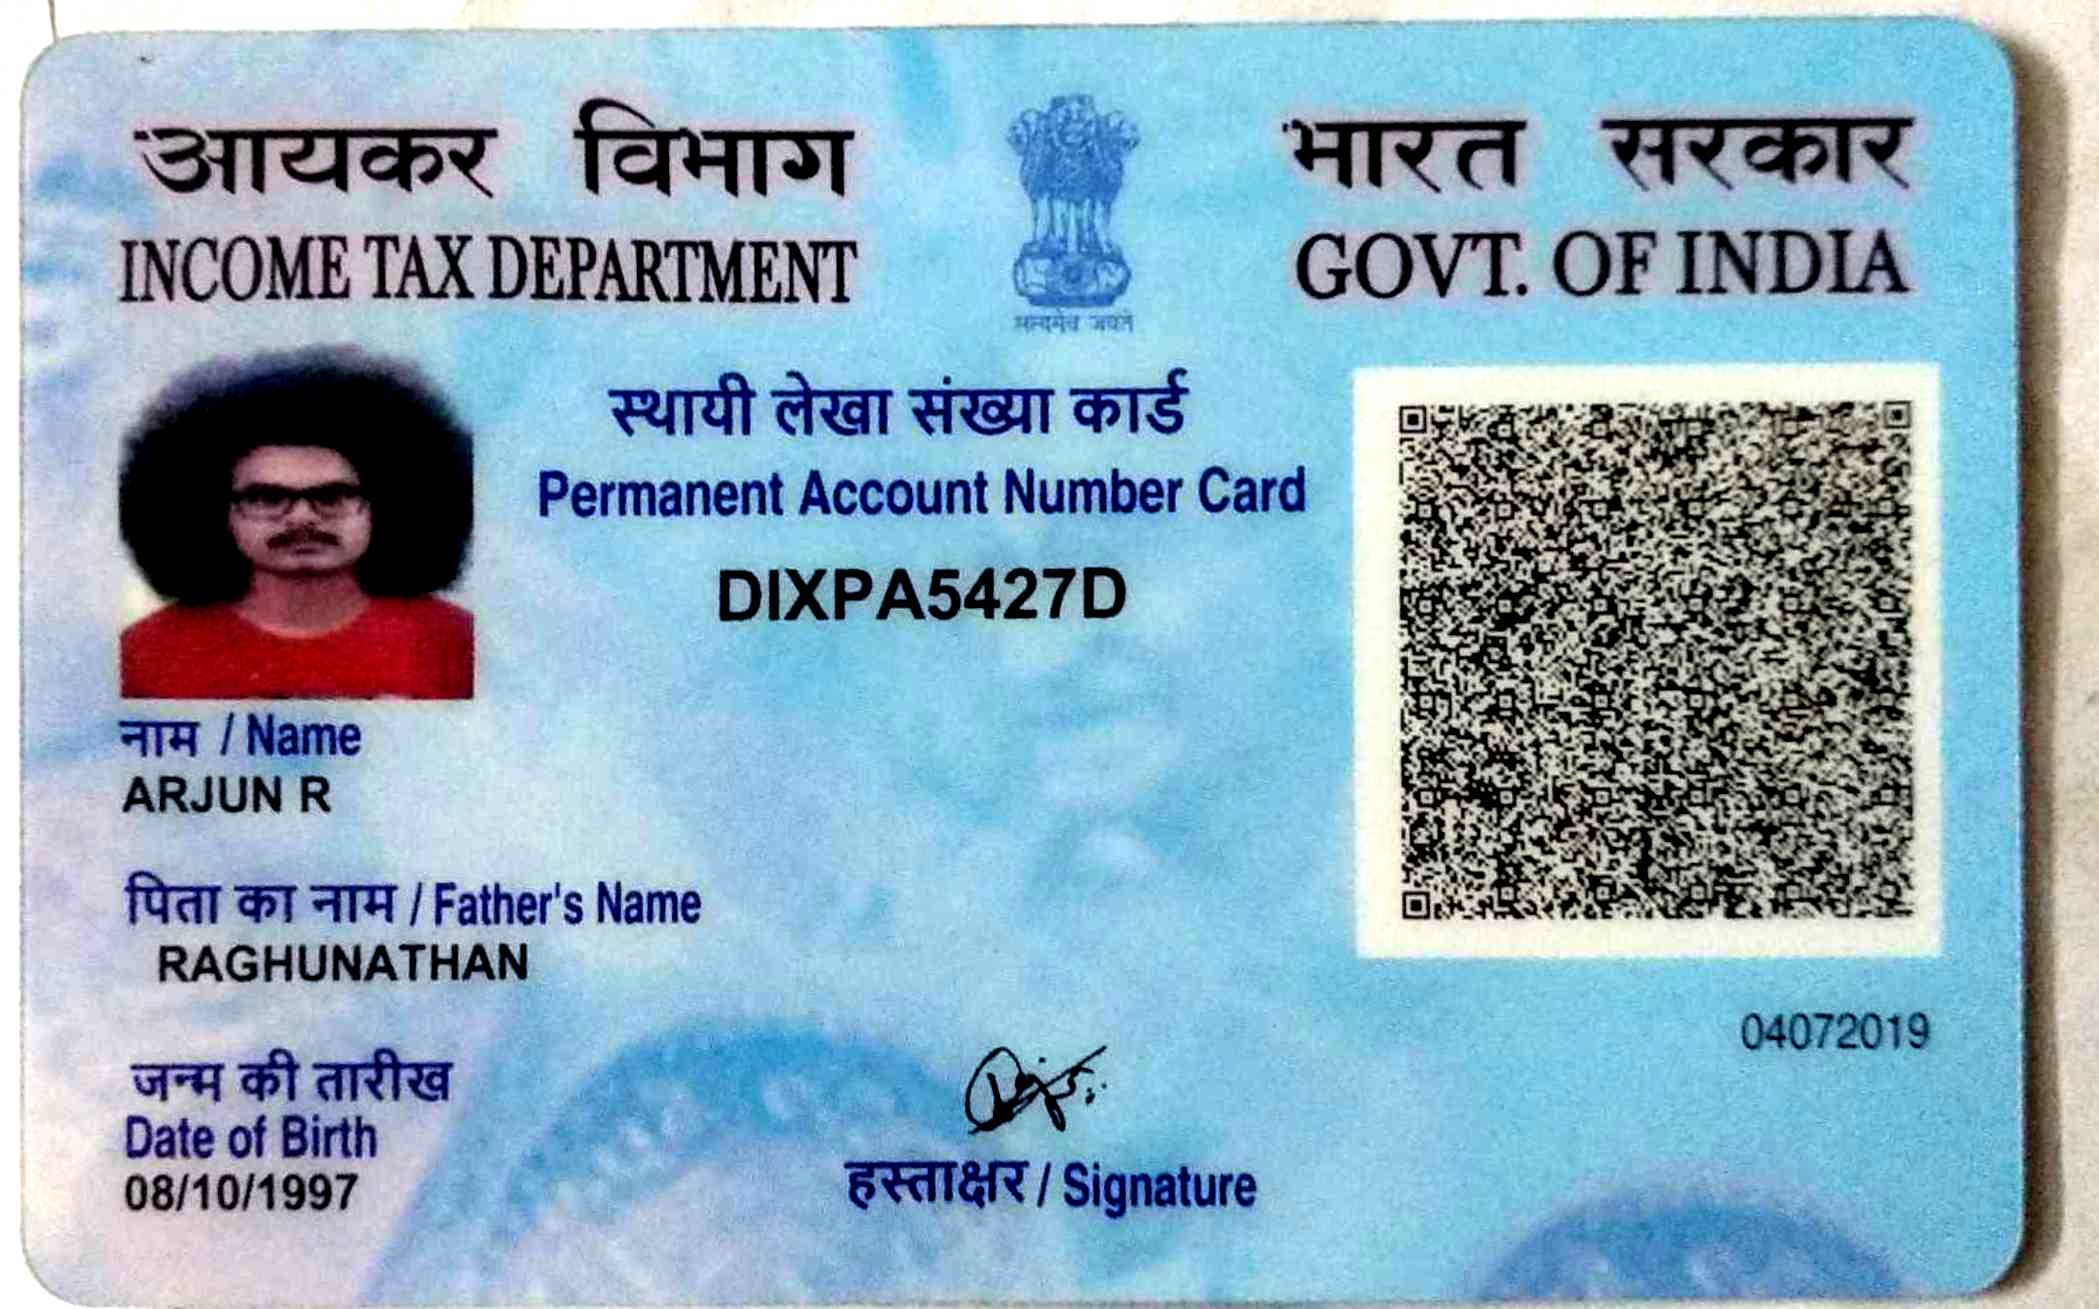 आयकर विभाग
INCOME TAX DEPARTMENT
सत्यमेव जयते
भारत सरकार
GOVT. OF INDIA
स्थायी लेखा संख्या कार्ड
Permanent Account Number Card
DIXPA5427D
नाम / Name
ARJUN R
पिता का नाम / Father's Name
RAGHUNATHAN
04072019
जन्म की तारीख
Date of Birth
08/10/1997
हस्ताक्षर / Signature